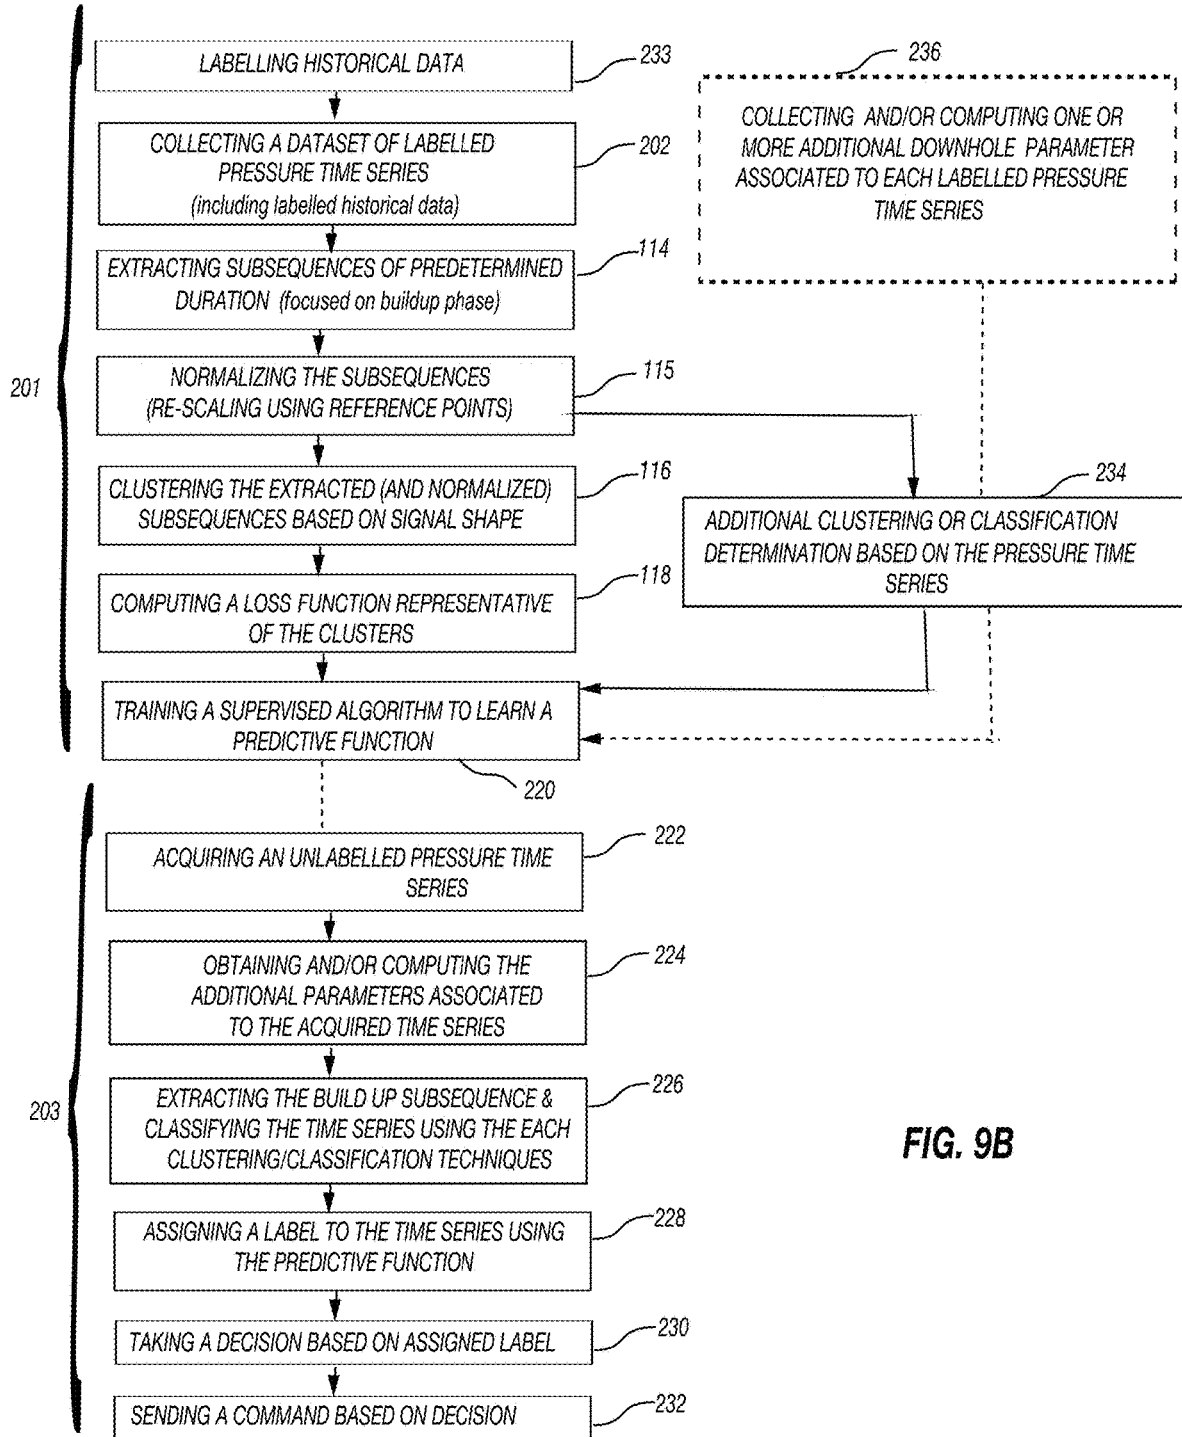 LABELLING HISTORICAL DATA
233
COLLECTING A DATASET OF LABELLED
PRESSURE TIME SERIES
(including labelled historical data)
202
EXTRACTING SUBSEQUENCES OF PREDETERMINED
DURATION (focused on buildup phase)
114
NORMALIZING THE SUBSEQUENCES
(RE-SCALING USING REFERENCE POINTS)
115
CLUSTERING THE EXTRACTED (AND NORMALIZED)
SUBSEQUENCES BASED ON SIGNAL SHAPE
116
COMPUTING A LOSS FUNCTION REPRESENTATIVE
OF THE CLUSTERS
118
TRAINING A SUPERVISED ALGORITHM TO LEARN A
PREDICTIVE FUNCTION
220
201
236
COLLECTING AND/OR COMPUTING ONE OR
MORE ADDITIONAL DOWNHOLE PARAMETER
ASSOCIATED TO EACH LABELLED PRESSURE
TIME SERIES
234
ADDITIONAL CLUSTERING OR CLASSIFICATION
DETERMINATION BASED ON THE PRESSURE TIME
SERIES
ACQUIRING AN UNLABELLED PRESSURE TIME
SERIES
222
OBTAINING AND/OR COMPUTING THE
ADDITIONAL PARAMETERS ASSOCIATED
TO THE ACQUIRED TIME SERIES
224
EXTRACTING THE BUILD UP SUBSEQUENCE &
CLASSIFYING THE TIME SERIES USING THE EACH
CLUSTERING/CLASSIFICATION TECHNIQUES
226
203
ASSIGNING A LABEL TO THE TIME SERIES USING
THE PREDICTIVE FUNCTION
228
TAKING A DECISION BASED ON ASSIGNED LABEL
230
SENDING A COMMAND BASED ON DECISION
232
FIG. 9B